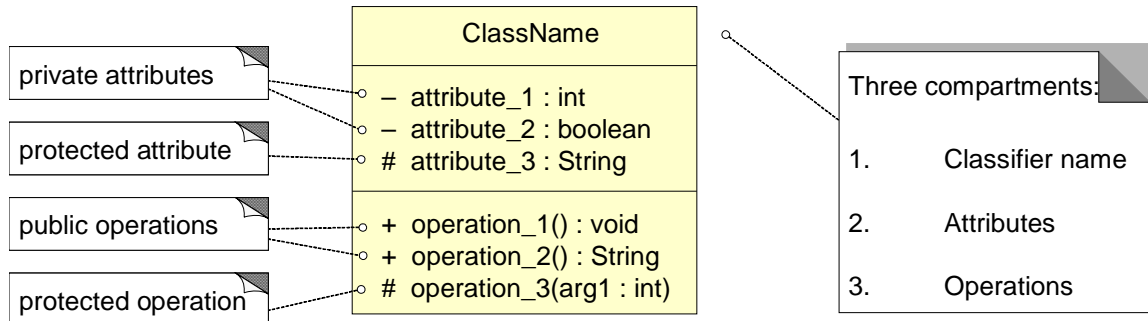 private attributes
protected attribute
public operations
protected operation
ClassName
– attribute_1 : int
– attribute_2 : boolean
# attribute_3 : String
+ operation_1() : void
+ operation_2() : String
# operation_3(arg1 : int)
Three compartments:
1. Classifier name
2. Attributes
3. Operations